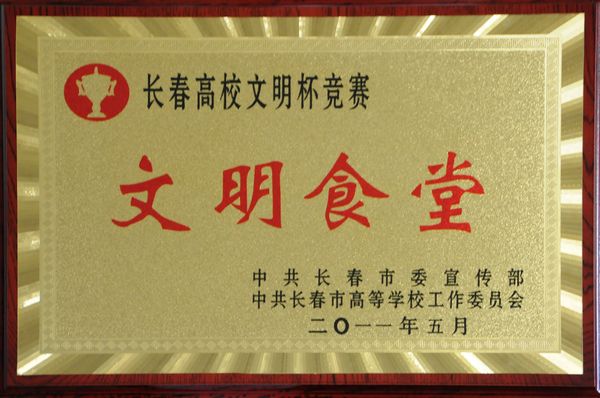 长春高校文明杯竞赛
文明食堂
中共长春市委宣传部
中共长春市高等学校工作委员会
二〇一一年五月